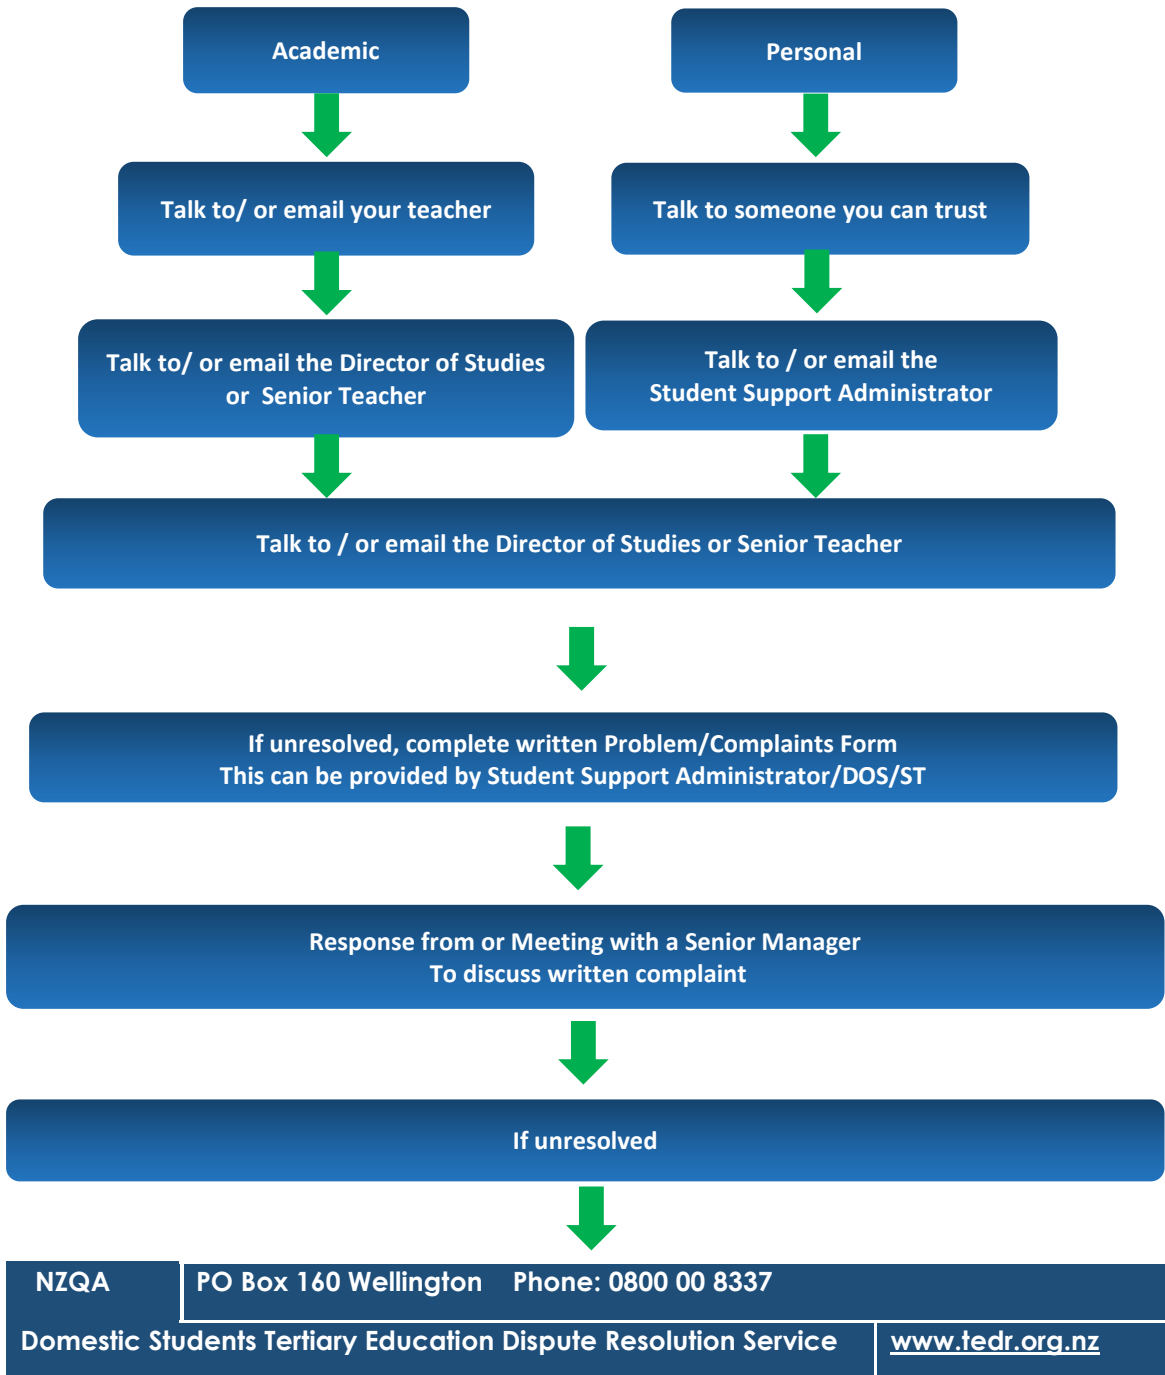 Academic
Personal
Talk to/ or email your teacher
Talk to someone you can trust
Talk to/ or email the Director of Studies
or Senior Teacher
Talk to / or email the
Student Support Administrator
Talk to / or email the Director of Studies or Senior Teacher
If unresolved, complete written Problem/Complaints Form
This can be provided by Student Support Administrator/DOS/ST
Response from or Meeting with a Senior Manager
To discuss written complaint
If unresolved
NZQA PO Box 160 Wellington Phone: 0800 00 8337
Domestic Students Tertiary Education Dispute Resolution Service www.tedr.org.nz